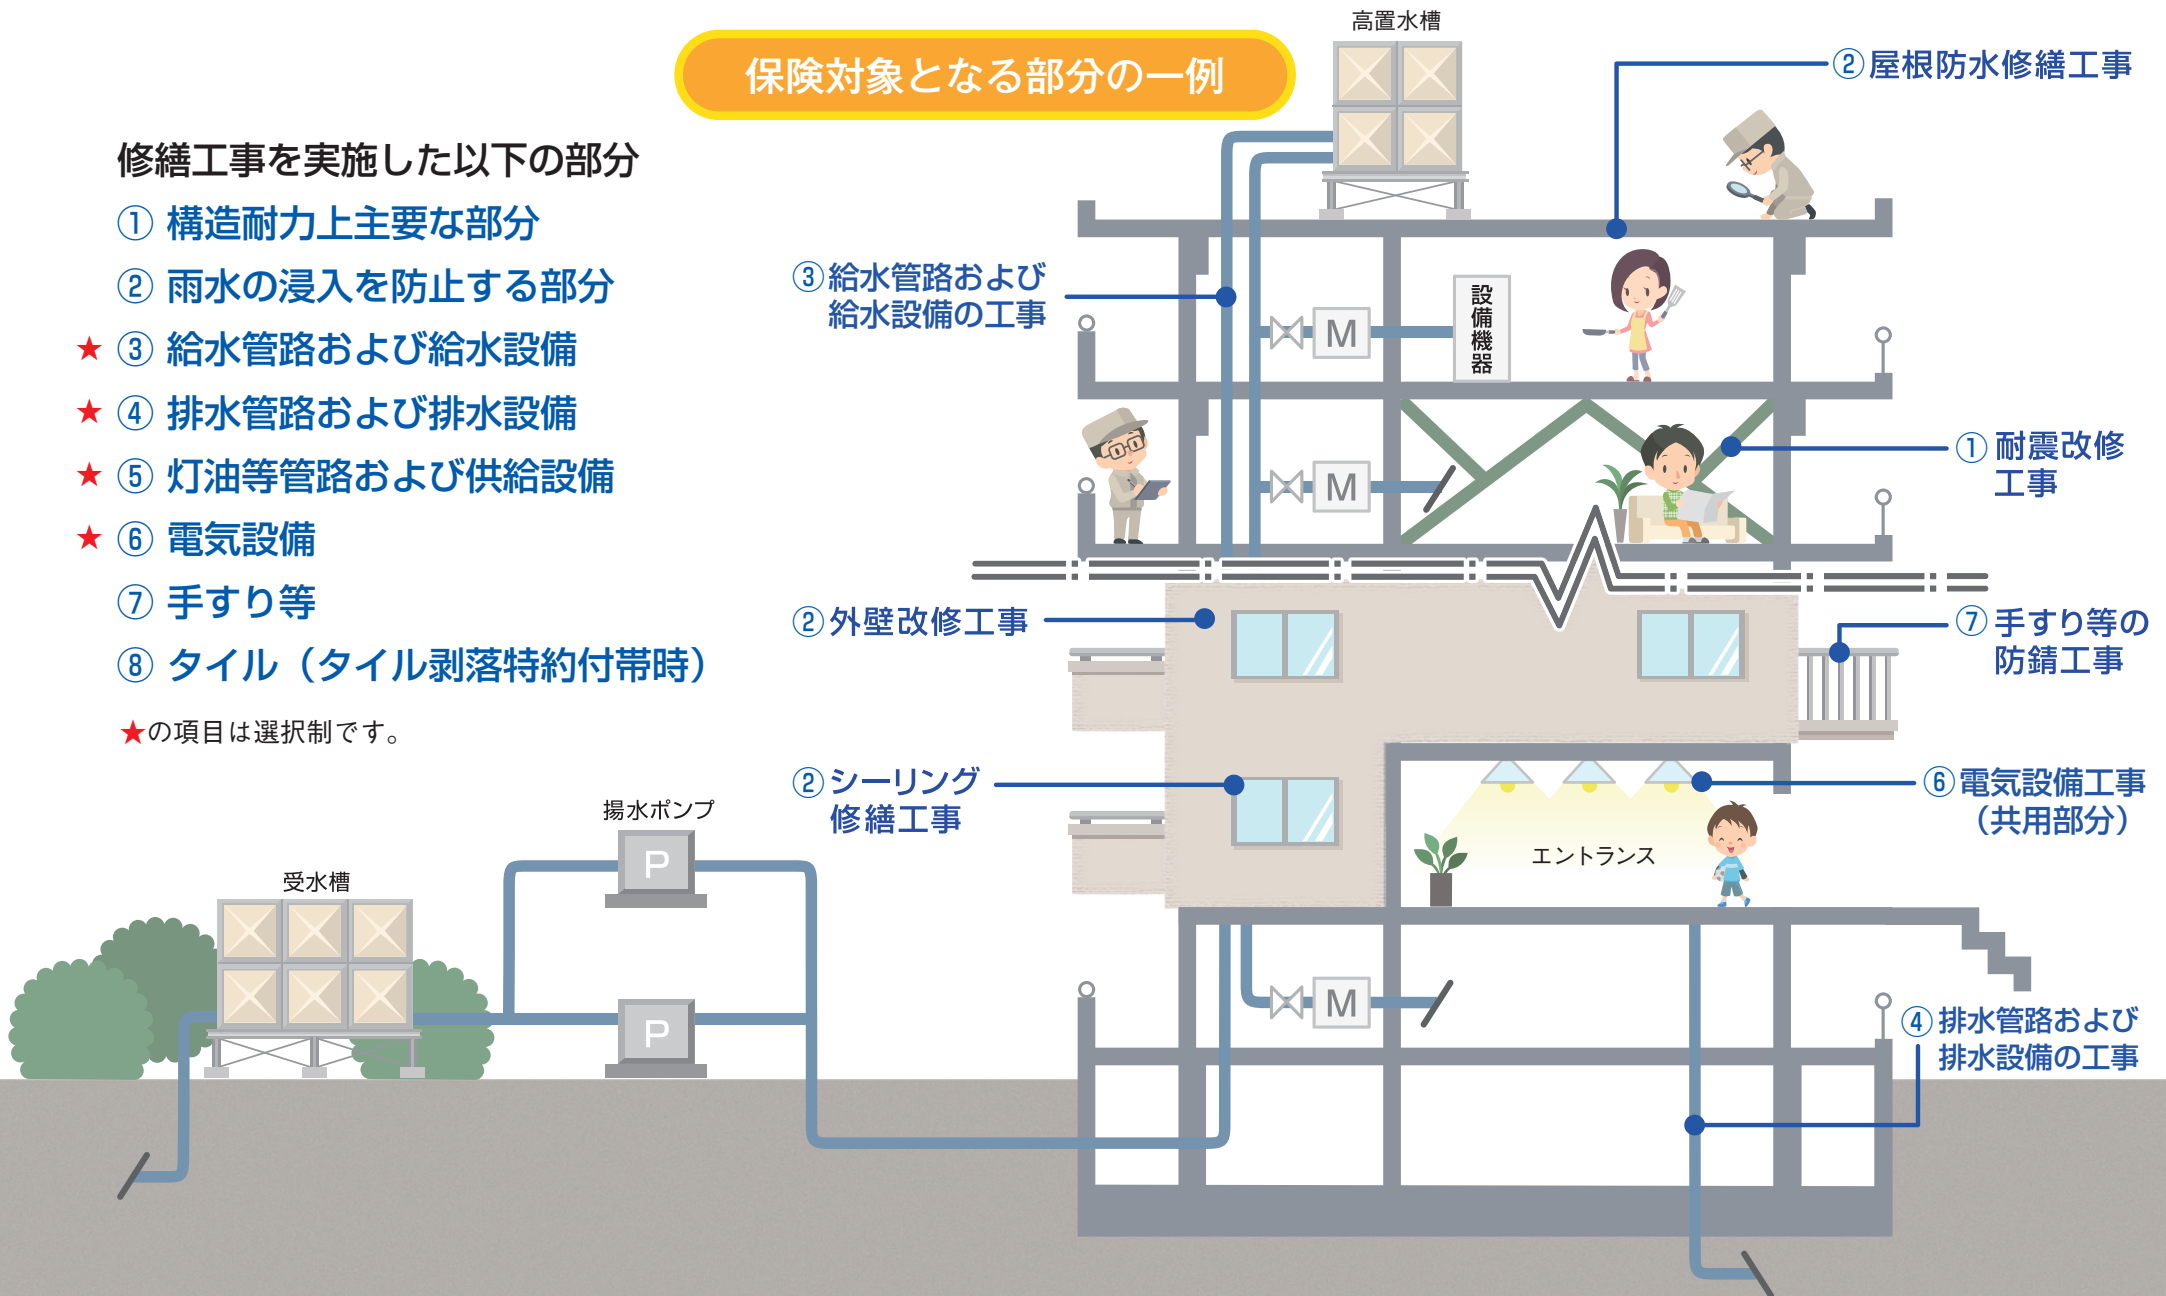 保険対象となる部分の一例
修繕工事を実施した以下の部分
① 構造耐力上主要な部分
② 雨水の浸入を防止する部分
★ ③ 給水管路および給水設備
★ ④ 排水管路および排水設備
★ ⑤ 灯油等管路および供給設備
★ ⑥ 電気設備
⑦ 手すり等
⑧ タイル（タイル剥落特約付帯時）
★の項目は選択制です。
高置水槽
②屋根防水修繕工事
③給水管路および
給水設備の工事
M
設備機器
M
①耐震改修
工事
②外壁改修工事
⑦手すり等の
防錆工事
②シーリング
修繕工事
⑥電気設備工事
（共用部分）
エントランス
揚水ポンプ
P
受水槽
P
M
④排水管路および
排水設備の工事